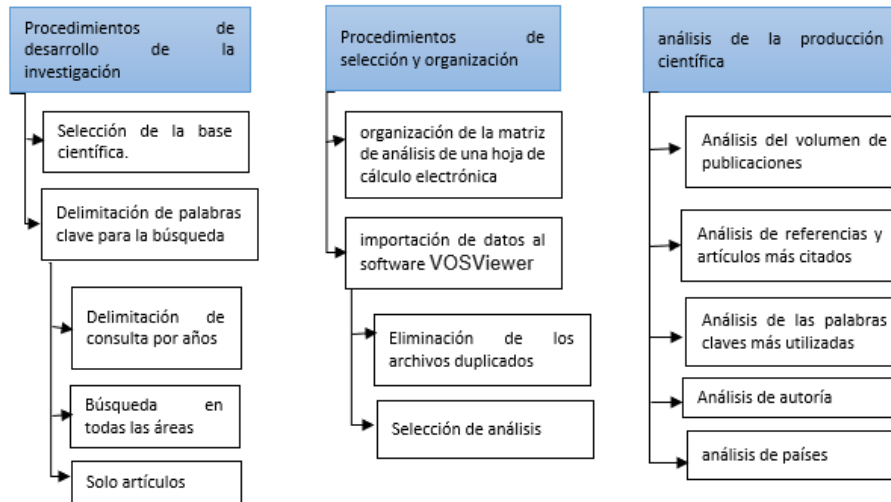 Procedimientos de
desarrollo de la
investigación
Selección de la base
científica.
Delimitación de palabras
clave para la búsqueda
Delimitación de
consulta por años
Búsqueda en
todas las áreas
Solo artículos
Procedimientos de
selección y organización
organización de la matriz
de análisis de una hoja de
cálculo electrónica
importación de datos al
software VOSViewer
Eliminación de los
archivos duplicados
Selección de análisis
análisis de la producción
científica
Análisis del volumen de
publicaciones
Análisis de referencias y
artículos más citados
Análisis de las palabras
claves más utilizadas
Análisis de autoría
análisis de países